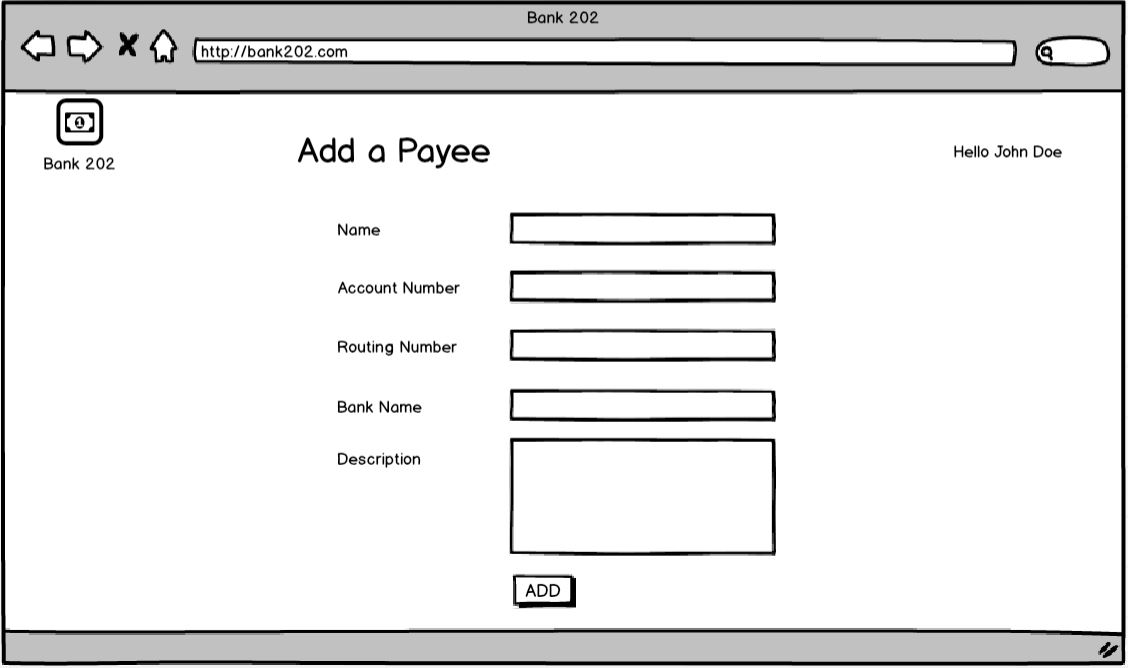 Bank 202
http://bank202.com
1
Bank 202
Add a Payee
Hello John Doe
Name
Account Number
Routing Number
Bank Name
Description
ADD